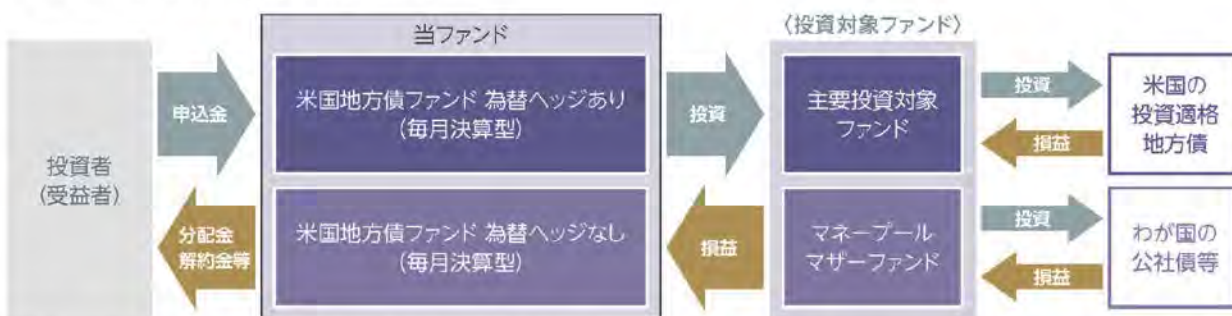 投資者
(受益者)
申込金
分配金
解約金等
当ファンド
米国地方債ファンド 為替ヘッジあり
(毎月決算型)
米国地方債ファンド 為替ヘッジなし
(毎月決算型)
投資
損益
〈投資対象ファンド〉
主要投資対象
ファンド
マネープール
マザーファンド
投資
損益
投資
損益
米国の
投資適格
地方債
わが国の
公社債等